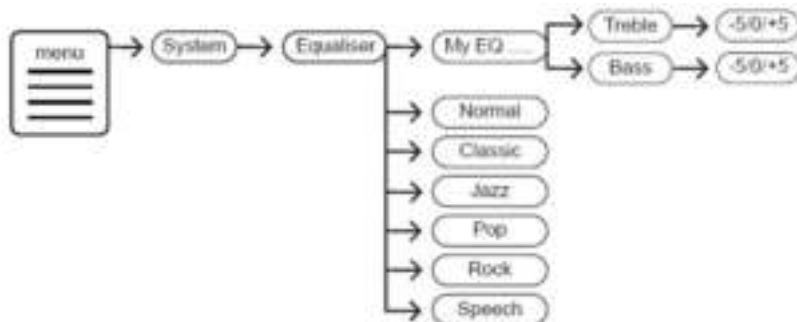 menu
System
Equaliser
My EQ .....
Treble
-5/0/+5
Bass
-5/0/+5
Normal
Classic
Jazz
Pop
Rock
Speech